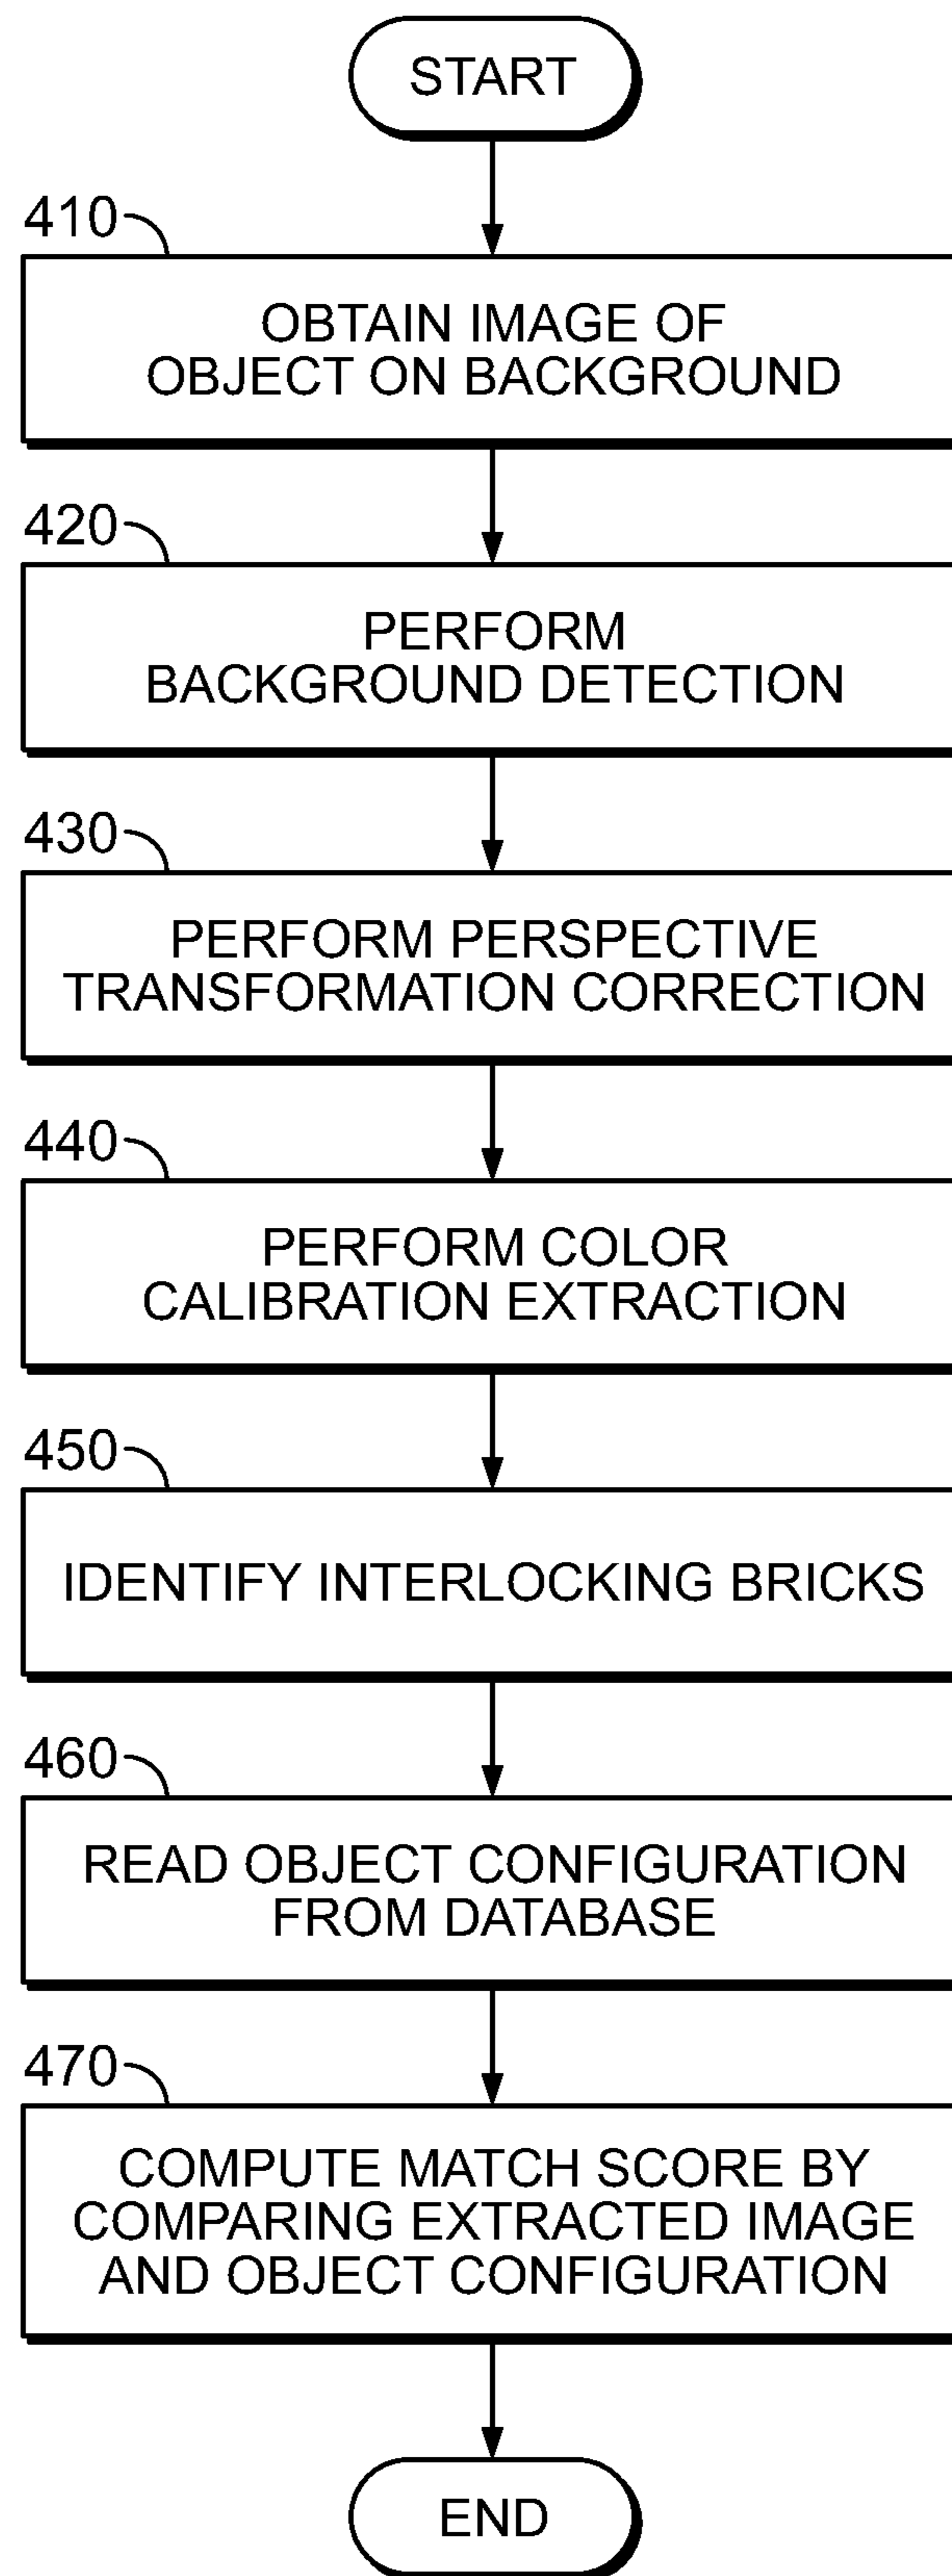 START
410
OBTAIN IMAGE OF
OBJECT ON BACKGROUND
420
PERFORM
BACKGROUND DETECTION
430
PERFORM PERSPECTIVE
TRANSFORMATION CORRECTION
440
PERFORM COLOR
CALIBRATION EXTRACTION
450
IDENTIFY INTERLOCKING BRICKS
460
READ OBJECT CONFIGURATION
FROM DATABASE
470
COMPUTE MATCH SCORE BY
COMPARING EXTRACTED IMAGE
AND OBJECT CONFIGURATION
END